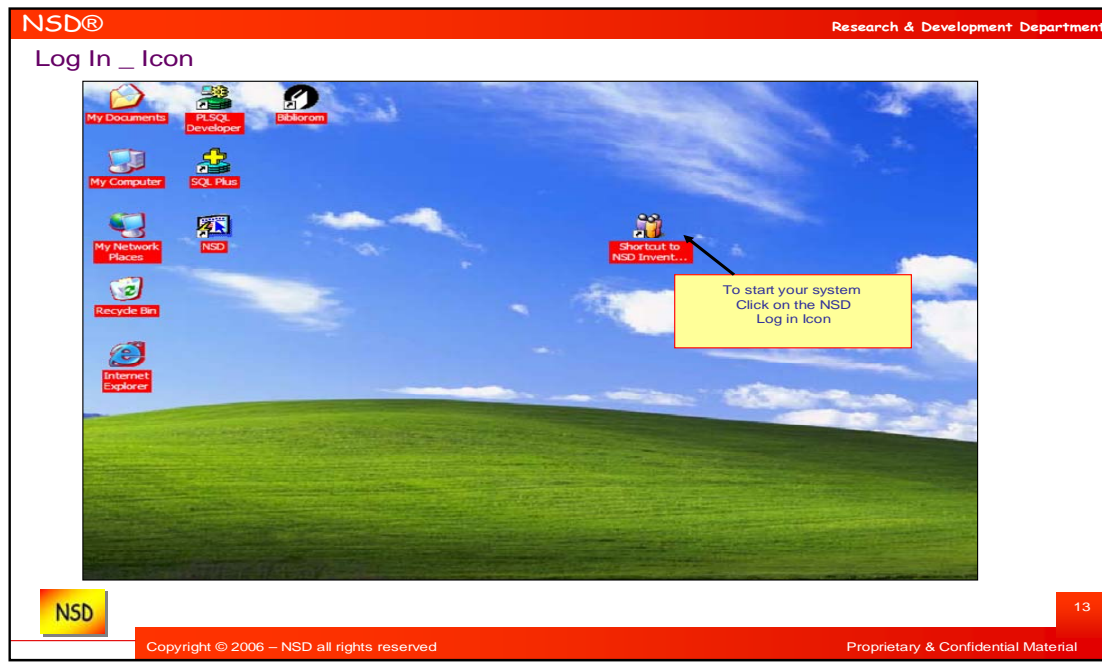 NSD®
Research & Development Department
Log In _ Icon
My Documents
PLSQL
Developer
Bibliorom
My Computer
SQL Plus
My Network
Places
NSD
Shortcut to
NSD Invent...
Recycle Bin
Internet
Explorer
To start your system
Click on the NSD
Log in Icon
NSD
13
Copyright © 2006 – NSD all rights reserved
Proprietary & Confidential Material